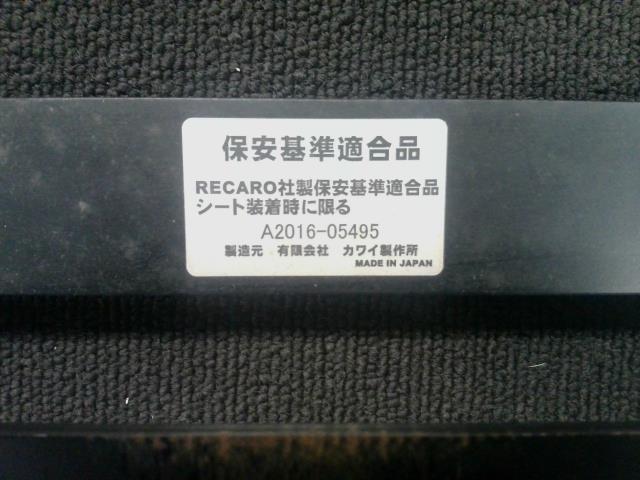 保安基準適合品
RECARO社製保安基準適合品
シート装着時に限る
A2016-05495
製造元　有限会社　カワイ製作所
MADE IN JAPAN